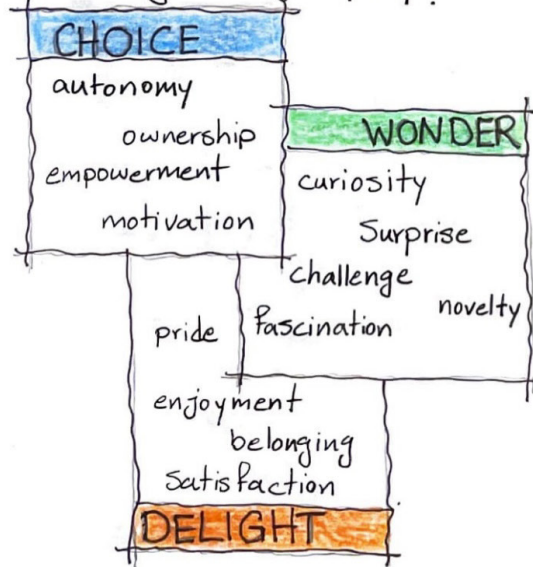 CHOICE
autonomy
ownership
empowerment
motivation
WONDER
curiosity
Surprise
challenge
novelty
fascination
pride
enjoyment
belonging
satisfaction
DELIGHT